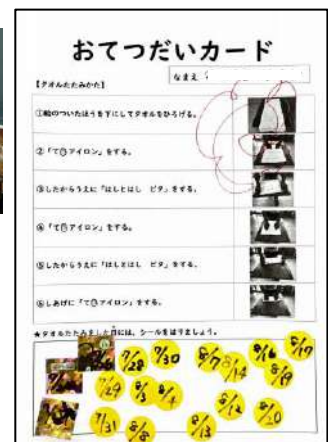 おてつだいカード
なまえ
【タオルたたみかた】
①絵のついたほうを下にしてタオルをひろげる。
②「て🖑アイロン」をする。
③したからうえに「はしとはし ピタ」をする。
④「てアイロン」をする。
⑤したからうえに「はしとはし ピタ」をする。
⑥しあげに「てアイロン」をする。
★タオルたたみをした日には、シールをはりましょう。
7/28
7/30
8/7
8/14
8/16
8/17
7/29
8/3
8/4
8/19
7/31
8/8
8/13
8/12
8/20